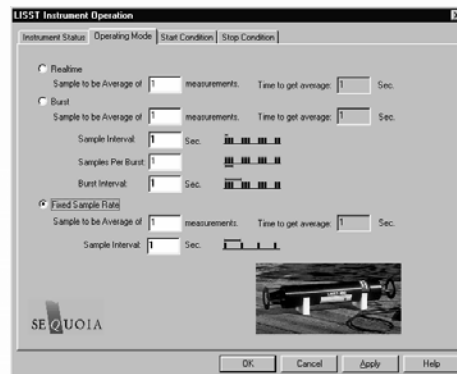 LISST Instrument Operation
Instrument Status Operating Mode Start Condition Stop Condition
Realtime
Sample to be Average of 1 measurements. Time to get average: 1 Sec.
Burst
Sample to be Average of 1 measurements. Time to get average: 1 Sec.
Sample Interval: 1 Sec.
Samples Per Burst: 1
Burst Interval: 1 Sec.
Fixed Sample Rate
Sample to be Average of 1 measurements. Time to get average: 1 Sec.
Sample Interval: 1 Sec.
SEQUOIA
OK Cancel Apply Help